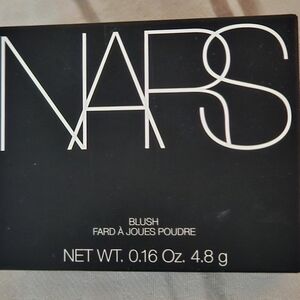 NARS
BLUSH
FARD À JOUES POUDRE
NET WT. 0.16 Oz. 4.8 g